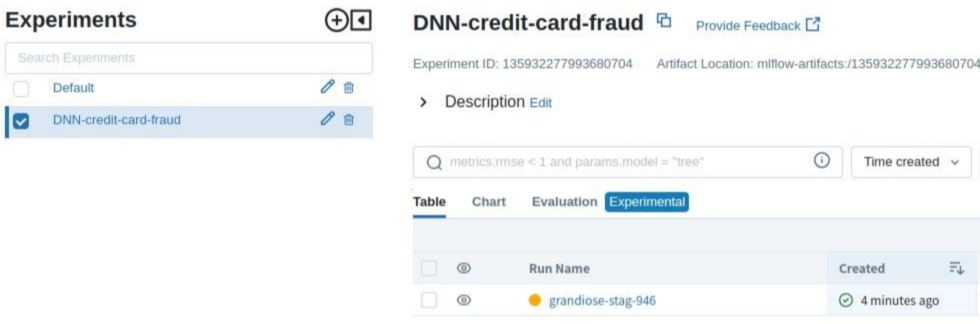 Experiments
Search Experiments
Default
DNN-credit-card-fraud
DNN-credit-card-fraud Provide Feedback
Experiment ID: 135932277993680704 Artifact Location: mlflow-artifacts:/135932277993680704
Description Edit
metrics.rmse < 1 and params.model = "tree" Time created
Table Chart Evaluation Experimental
Run Name Created
grandiose-stag-946 4 minutes ago